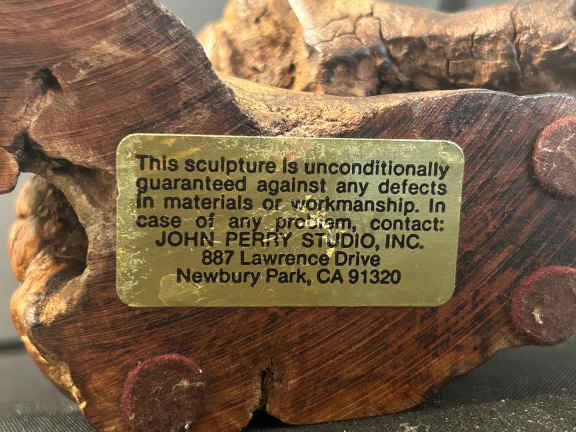 This sculpture is unconditionally
guaranteed against any defects
in materials or workmanship. In
case of any problem, contact:
JOHN PERRY STUDIO, INC.
887 Lawrence Drive
Newbury Park, CA 91320